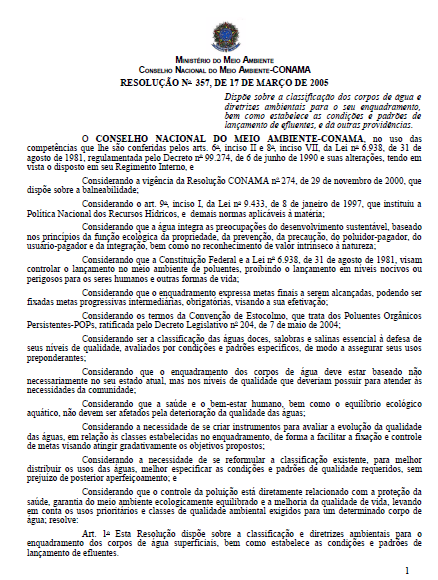 MINISTÉRIO DO MEIO AMBIENTE
CONSELHO NACIONAL DO MEIO AMBIENTE-CONAMA
RESOLUÇÃO Nº 357, DE 17 DE MARÇO DE 2005
Dispõe sobre a classificação dos corpos de água e
diretrizes ambientais para o seu enquadramento,
bem como estabelece as condições e padrões de
lançamento de efluentes, e dá outras providências.
O CONSELHO NACIONAL DO MEIO AMBIENTE-CONAMA, no uso das
competências que lhe são conferidas pelos arts. 6º, inciso II e 8º, inciso VII, da Lei nº 6.938, de 31 de
agosto de 1981, regulamentada pelo Decreto nº 99.274, de 6 de junho de 1990 e suas alterações, tendo em
vista o disposto em seu Regimento Interno, e
Considerando a vigência da Resolução CONAMA nº 274, de 29 de novembro de 2000, que
dispõe sobre a balneabilidade;
Considerando o art. 9º, inciso I, da Lei nº 9.433, de 8 de janeiro de 1997, que instituiu a
Política Nacional dos Recursos Hídricos, e demais normas aplicáveis à matéria;
Considerando que a água integra as preocupações do desenvolvimento sustentável, baseado
nos princípios da função ecológica da propriedade, da prevenção, da precaução, do poluidor-pagador, do
usuário-pagador e da integração, bem como no reconhecimento de valor intrínseco à natureza;
Considerando que a Constituição Federal e a Lei nº 6.938, de 31 de agosto de 1981, visam
controlar o lançamento no meio ambiente de poluentes, proibindo o lançamento em níveis nocivos ou
perigosos para os seres humanos e outras formas de vida;
Considerando que o enquadramento expressa metas finais a serem alcançadas, podendo ser
fixadas metas progressivas intermediárias, obrigatórias, visando a sua efetivação;
Considerando os termos da Convenção de Estocolmo, que trata dos Poluentes Orgânicos
Persistentes-POPs, ratificada pelo Decreto Legislativo nº 204, de 7 de maio de 2004;
Considerando ser a classificação das águas doces, salobras e salinas essencial à defesa de
seus níveis de qualidade, avaliados por condições e padrões específicos, de modo a assegurar seus usos
preponderantes;
Considerando que o enquadramento dos corpos de água deve estar baseado não
necessariamente no seu estado atual, mas nos níveis de qualidade que deveriam possuir para atender às
necessidades da comunidade;
Considerando que a saúde e o bem-estar humano, bem como o equilíbrio ecológico
aquático, não devem ser afetados pela deterioração da qualidade das águas;
Considerando a necessidade de se criar instrumentos para avaliar a evolução da qualidade
das águas, em relação às classes estabelecidas no enquadramento, de forma a facilitar a fixação e controle
de metas visando atingir gradativamente os objetivos propostos;
Considerando a necessidade de se reformular a classificação existente, para melhor
distribuir os usos das águas, melhor especificar as condições e padrões de qualidade requeridos, sem
prejuízo de posterior aperfeiçoamento; e
Considerando que o controle da poluição está diretamente relacionado com a proteção da
saúde, garantia do meio ambiente ecologicamente equilibrado e a melhoria da qualidade de vida, levando
em conta os usos prioritários e classes de qualidade ambiental exigidos para um determinado corpo de
água; resolve:
Art. 1º Esta Resolução dispõe sobre a classificação e diretrizes ambientais para o
enquadramento dos corpos de água superficiais, bem como estabelece as condições e padrões de
lançamento de efluentes.
1